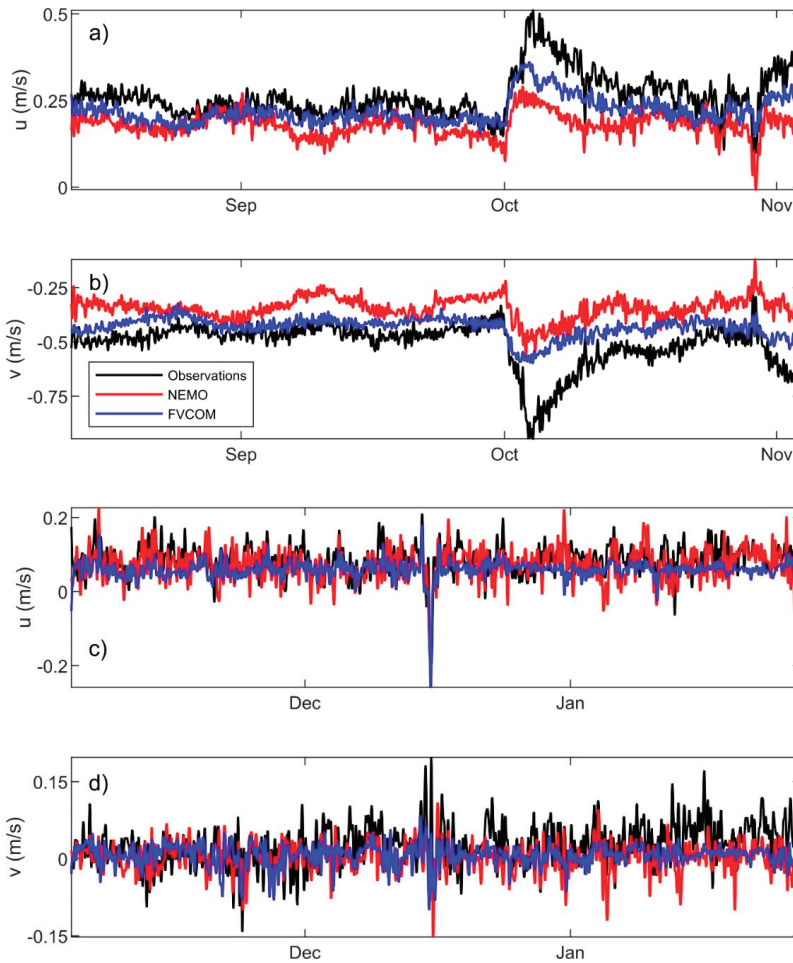 a)
u (m/s)
0.5
0.25
0
Sep
Oct
Nov
b)
v (m/s)
-0.25
-0.5
-0.75
Observations
NEMO
FVCOM
Sep
Oct
Nov
c)
u (m/s)
0.2
0
-0.2
Dec
Jan
d)
v (m/s)
0.15
0
-0.15
Dec
Jan